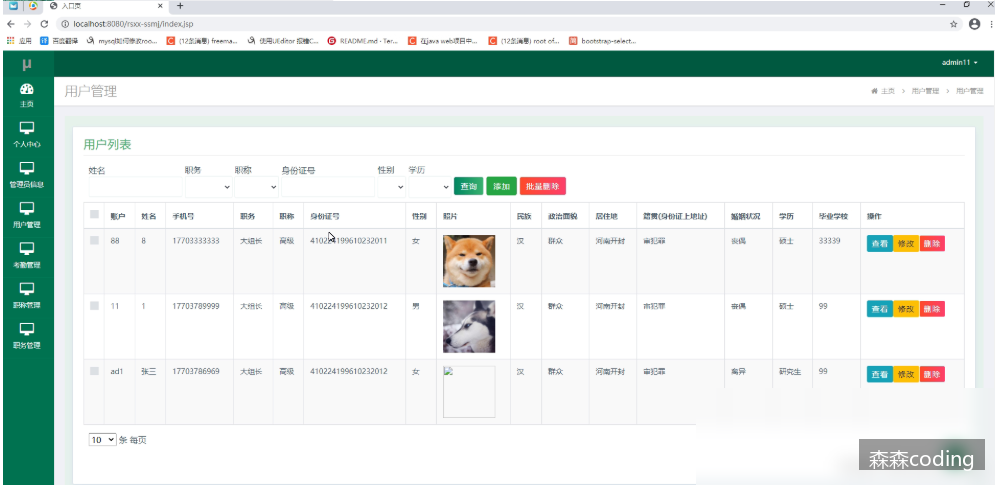 入口页
localhost:8080/rsxx-ssmj/index.jsp
应用 百度翻译 mysql如何修改roo... (12条消息) freema... 使用UEditor 报错C... README.md · Ter... 在java web项目中... (12条消息) root of... bootstrap-select...
μ
admin11
主页
个人中心
管理员信息
用户管理
考勤管理
职称管理
职务管理
用户管理
主页 > 用户管理 > 用户管理
用户列表
姓名 职务 职称 身份证号 性别 学历
查询 添加 批量删除
账户 姓名 手机号 职务 职称 身份证号 性别 照片 民族 政治面貌 居住地 籍贯(身份证上地址) 婚姻状况 学历 毕业学校 操作
88 8 17703333333 大组长 高级 410224199610232011 女 汉 群众 河南开封 审犯罪 丧偶 硕士 33339 查看 修改 删除
11 1 17703789999 大组长 高级 410224199610232012 男 汉 群众 河南开封 审犯罪 丧偶 硕士 99 查看 修改 删除
ad1 张三 17703786969 大组长 高级 410224199610232012 女 汉 群众 河南开封 审犯罪 离异 研究生 99 查看 修改 删除
10 条 每页
森森coding